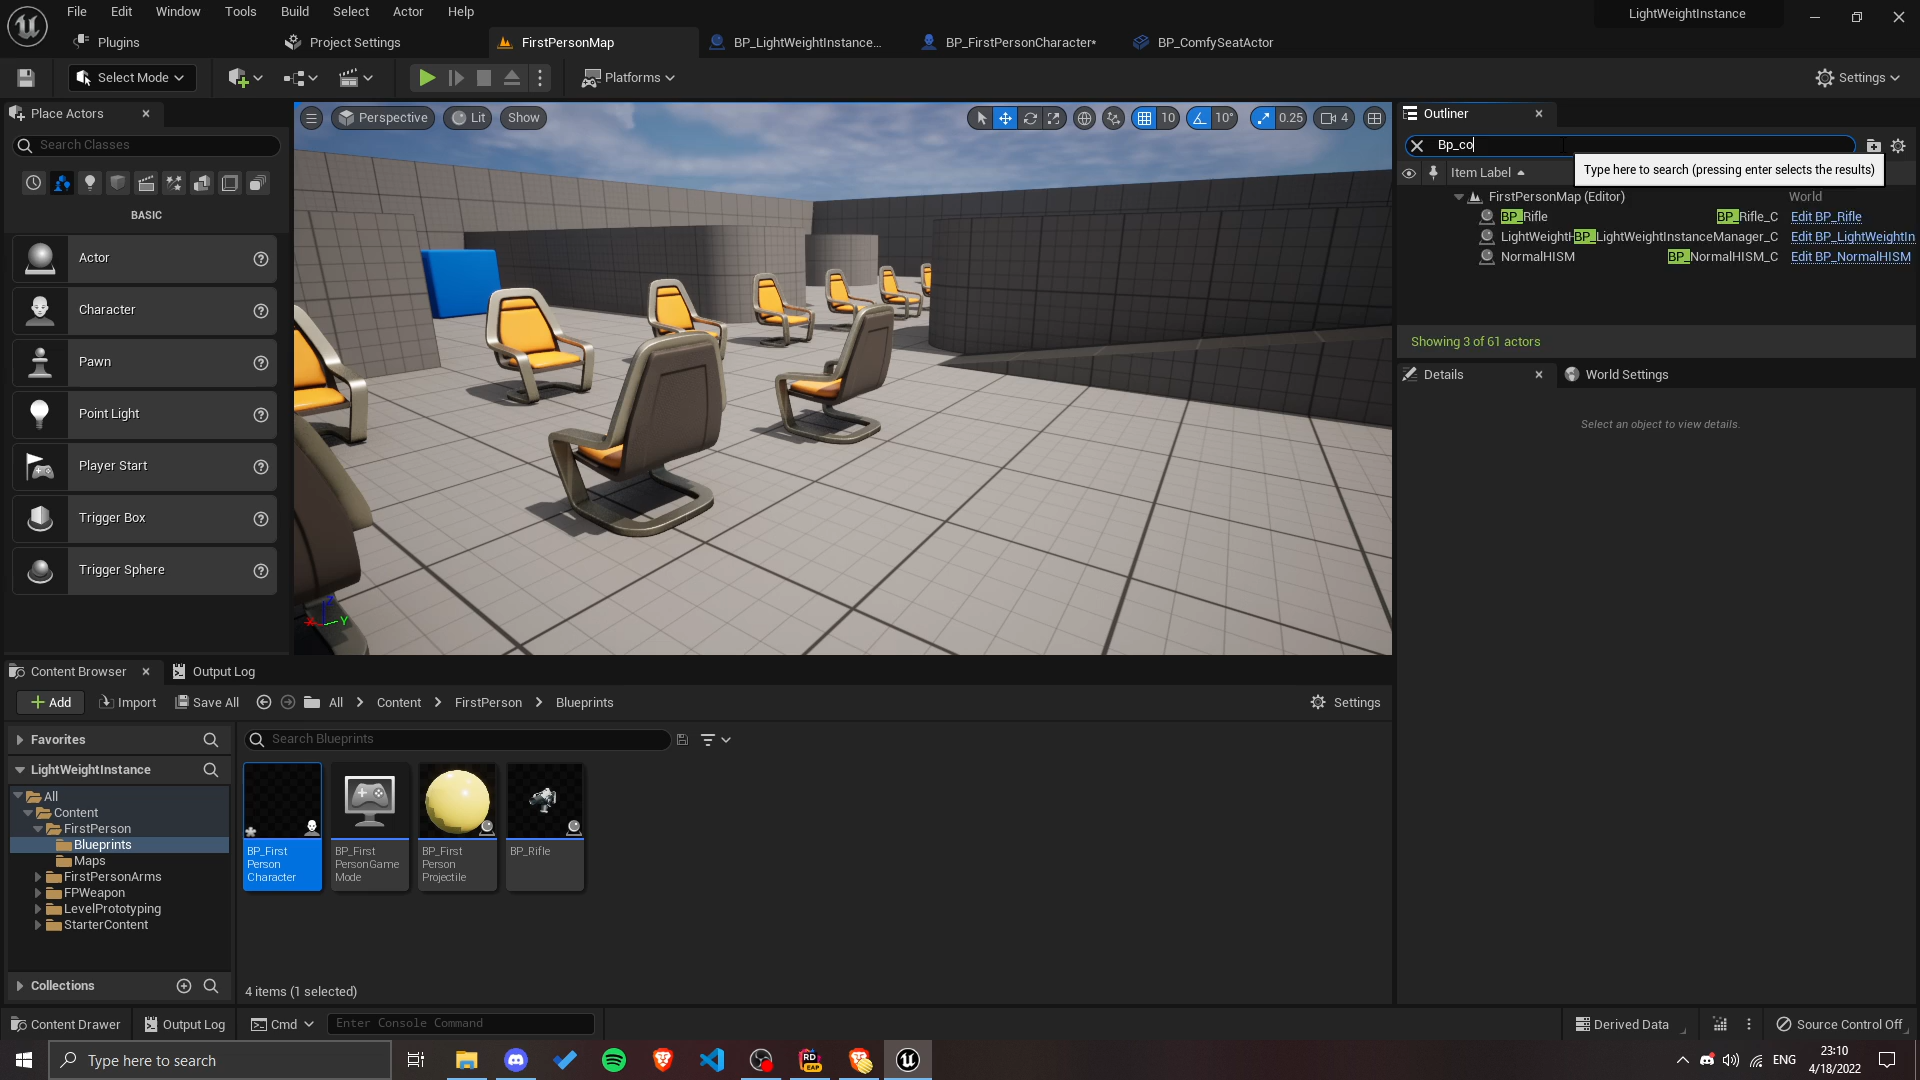 File Edit Window Tools Build Select Actor Help
LightWeightInstance
Plugins
Project Settings
FirstPersonMap
BP_LightWeightInstance...
BP_FirstPersonCharacter*
BP_ComfySeatActor
Select Mode
Platforms
Settings
Place Actors
Search Classes
BASIC
Actor
Character
Pawn
Point Light
Player Start
Trigger Box
Trigger Sphere
Perspective
Lit
Show
10
10°
0.25
4
Z
X
Y
Outliner
Bp_co
Type here to search (pressing enter selects the results)
Item Label
FirstPersonMap (Editor) World
BP_Rifle BP_Rifle_C Edit BP_Rifle
LightWeightHBP_LightWeightInstanceManager_C Edit BP_LightWeightIn
NormalHISM BP_NormalHISM_C Edit BP_NormalHISM
Showing 3 of 61 actors
Details
World Settings
Select an object to view details.
Content Browser
Output Log
Add
Import
Save All
All
Content
FirstPerson
Blueprints
Settings
Favorites
LightWeightInstance
All
Content
FirstPerson
Blueprints
Maps
FirstPersonArms
FPWeapon
LevelPrototyping
StarterContent
Collections
Search Blueprints
BP_First
Person
Character
BP_First
PersonGame
Mode
BP_First
Person
Projectile
BP_Rifle
4 items (1 selected)
Content Drawer
Output Log
Cmd
Enter Console Command
Derived Data
Source Control Off
Type here to search
RD
EAP
ENG
23:10
4/18/2022